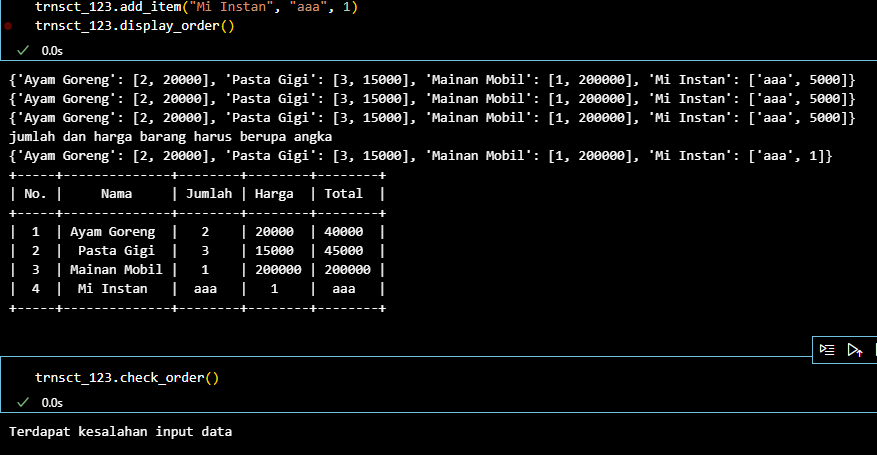 trnsct_123.add_item("Mi Instan", "aaa", 1)
trnsct_123.display_order()
0.0s
{'Ayam Goreng': [2, 20000], 'Pasta Gigi': [3, 15000], 'Mainan Mobil': [1, 200000], 'Mi Instan': ['aaa', 5000]}
{'Ayam Goreng': [2, 20000], 'Pasta Gigi': [3, 15000], 'Mainan Mobil': [1, 200000], 'Mi Instan': ['aaa', 5000]}
{'Ayam Goreng': [2, 20000], 'Pasta Gigi': [3, 15000], 'Mainan Mobil': [1, 200000], 'Mi Instan': ['aaa', 5000]}
jumlah dan harga barang harus berupa angka
{'Ayam Goreng': [2, 20000], 'Pasta Gigi': [3, 15000], 'Mainan Mobil': [1, 200000], 'Mi Instan': ['aaa', 1]}
+-----+--------------+--------+--------+--------+
| No. |     Nama     | Jumlah | Harga  | Total  |
+-----+--------------+--------+--------+--------+
|  1  | Ayam Goreng  |   2    | 20000  | 40000  |
|  2  |  Pasta Gigi  |   3    | 15000  | 45000  |
|  3  | Mainan Mobil |   1    | 200000 | 200000 |
|  4  |  Mi Instan   |  aaa   |   1    |  aaa   |
+-----+--------------+--------+--------+--------+
trnsct_123.check_order()
0.0s
Terdapat kesalahan input data